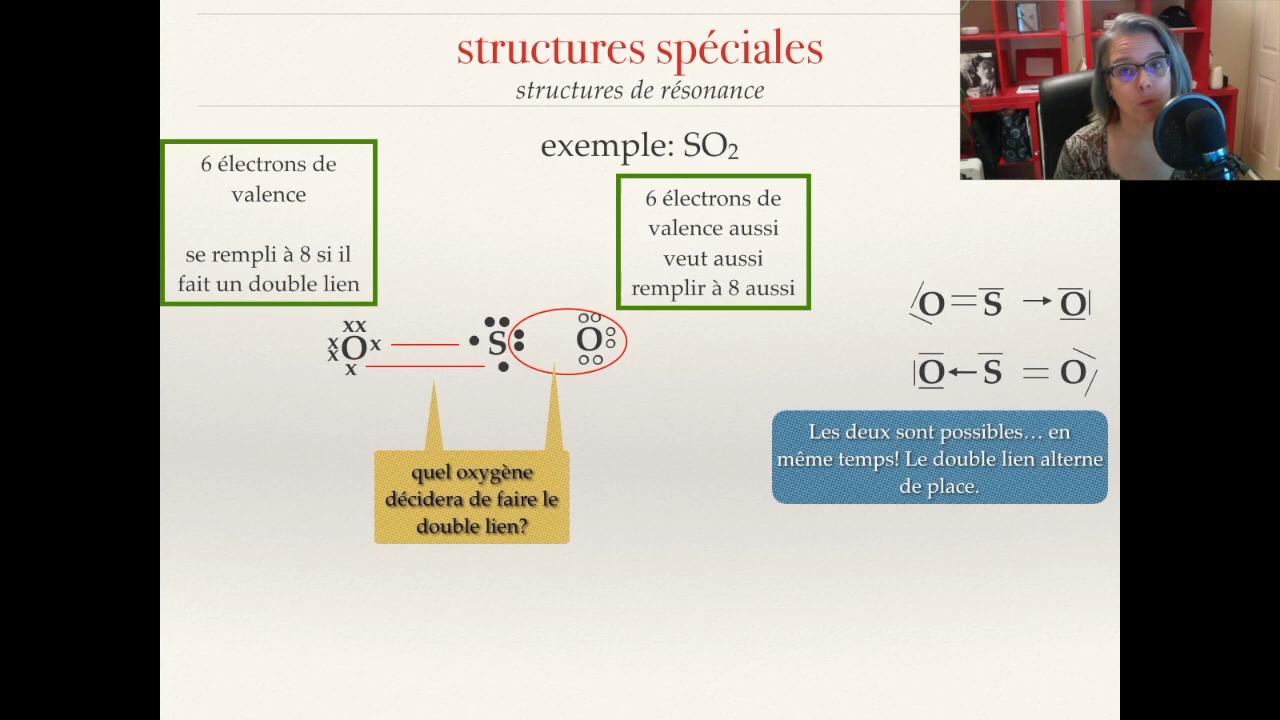 structures spéciales
structures de résonance
exemple: SO₂
6 électrons de
valence
se rempli à 8 si il
fait un double lien
6 électrons de
valence aussi
veut aussi
remplir à 8 aussi
xx
x O x
x
x
S
O
O = S → O
O ← S = O
quel oxygène
décidera de faire le
double lien?
Les deux sont possibles… en
même temps! Le double lien alterne
de place.